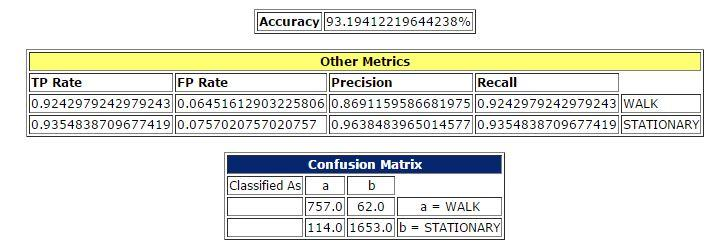 Accuracy 93.19412219644238%
Other Metrics
TP Rate FP Rate Precision Recall
0.9242979242979243 0.06451612903225806 0.8691159586681975 0.9242979242979243 WALK
0.9354838709677419 0.0757020757020757 0.9638483965014577 0.9354838709677419 STATIONARY
Confusion Matrix
Classified As a b
757.0 62.0 a = WALK
114.0 1653.0 b = STATIONARY